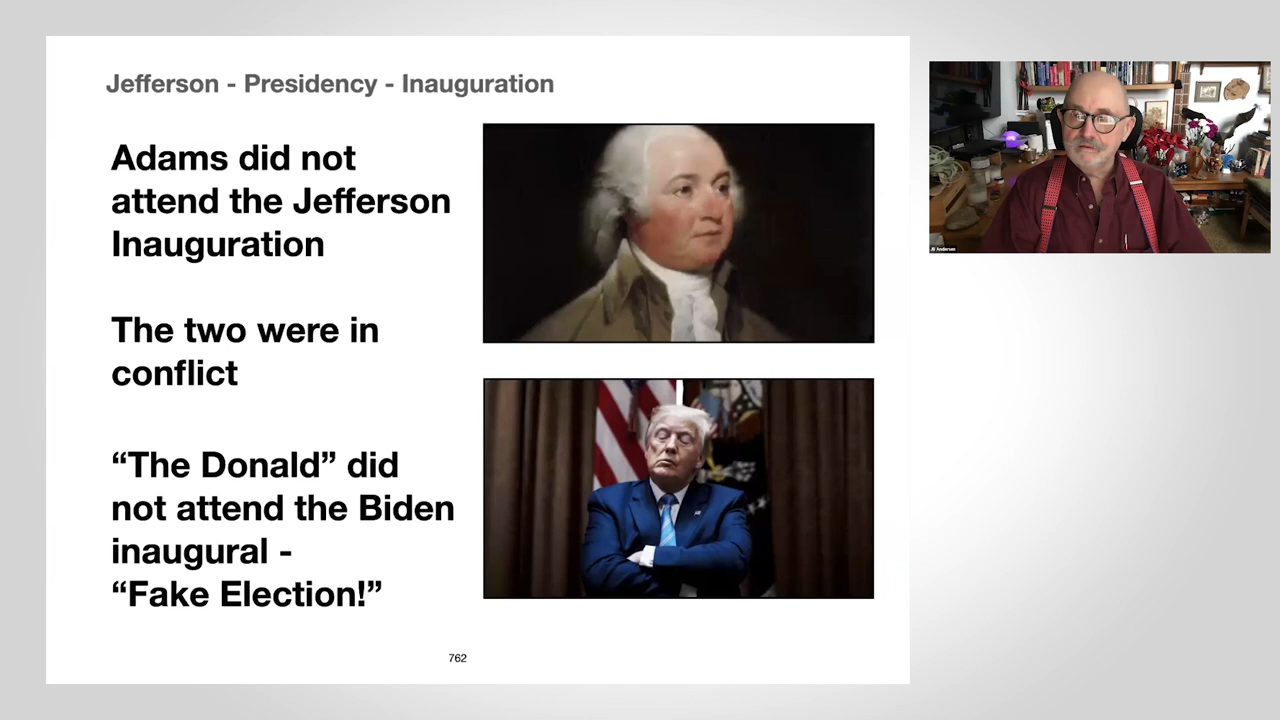 Jefferson - Presidency - Inauguration
Adams did not
attend the Jefferson
Inauguration
The two were in
conflict
“The Donald” did
not attend the Biden
inaugural -
“Fake Election!”
762